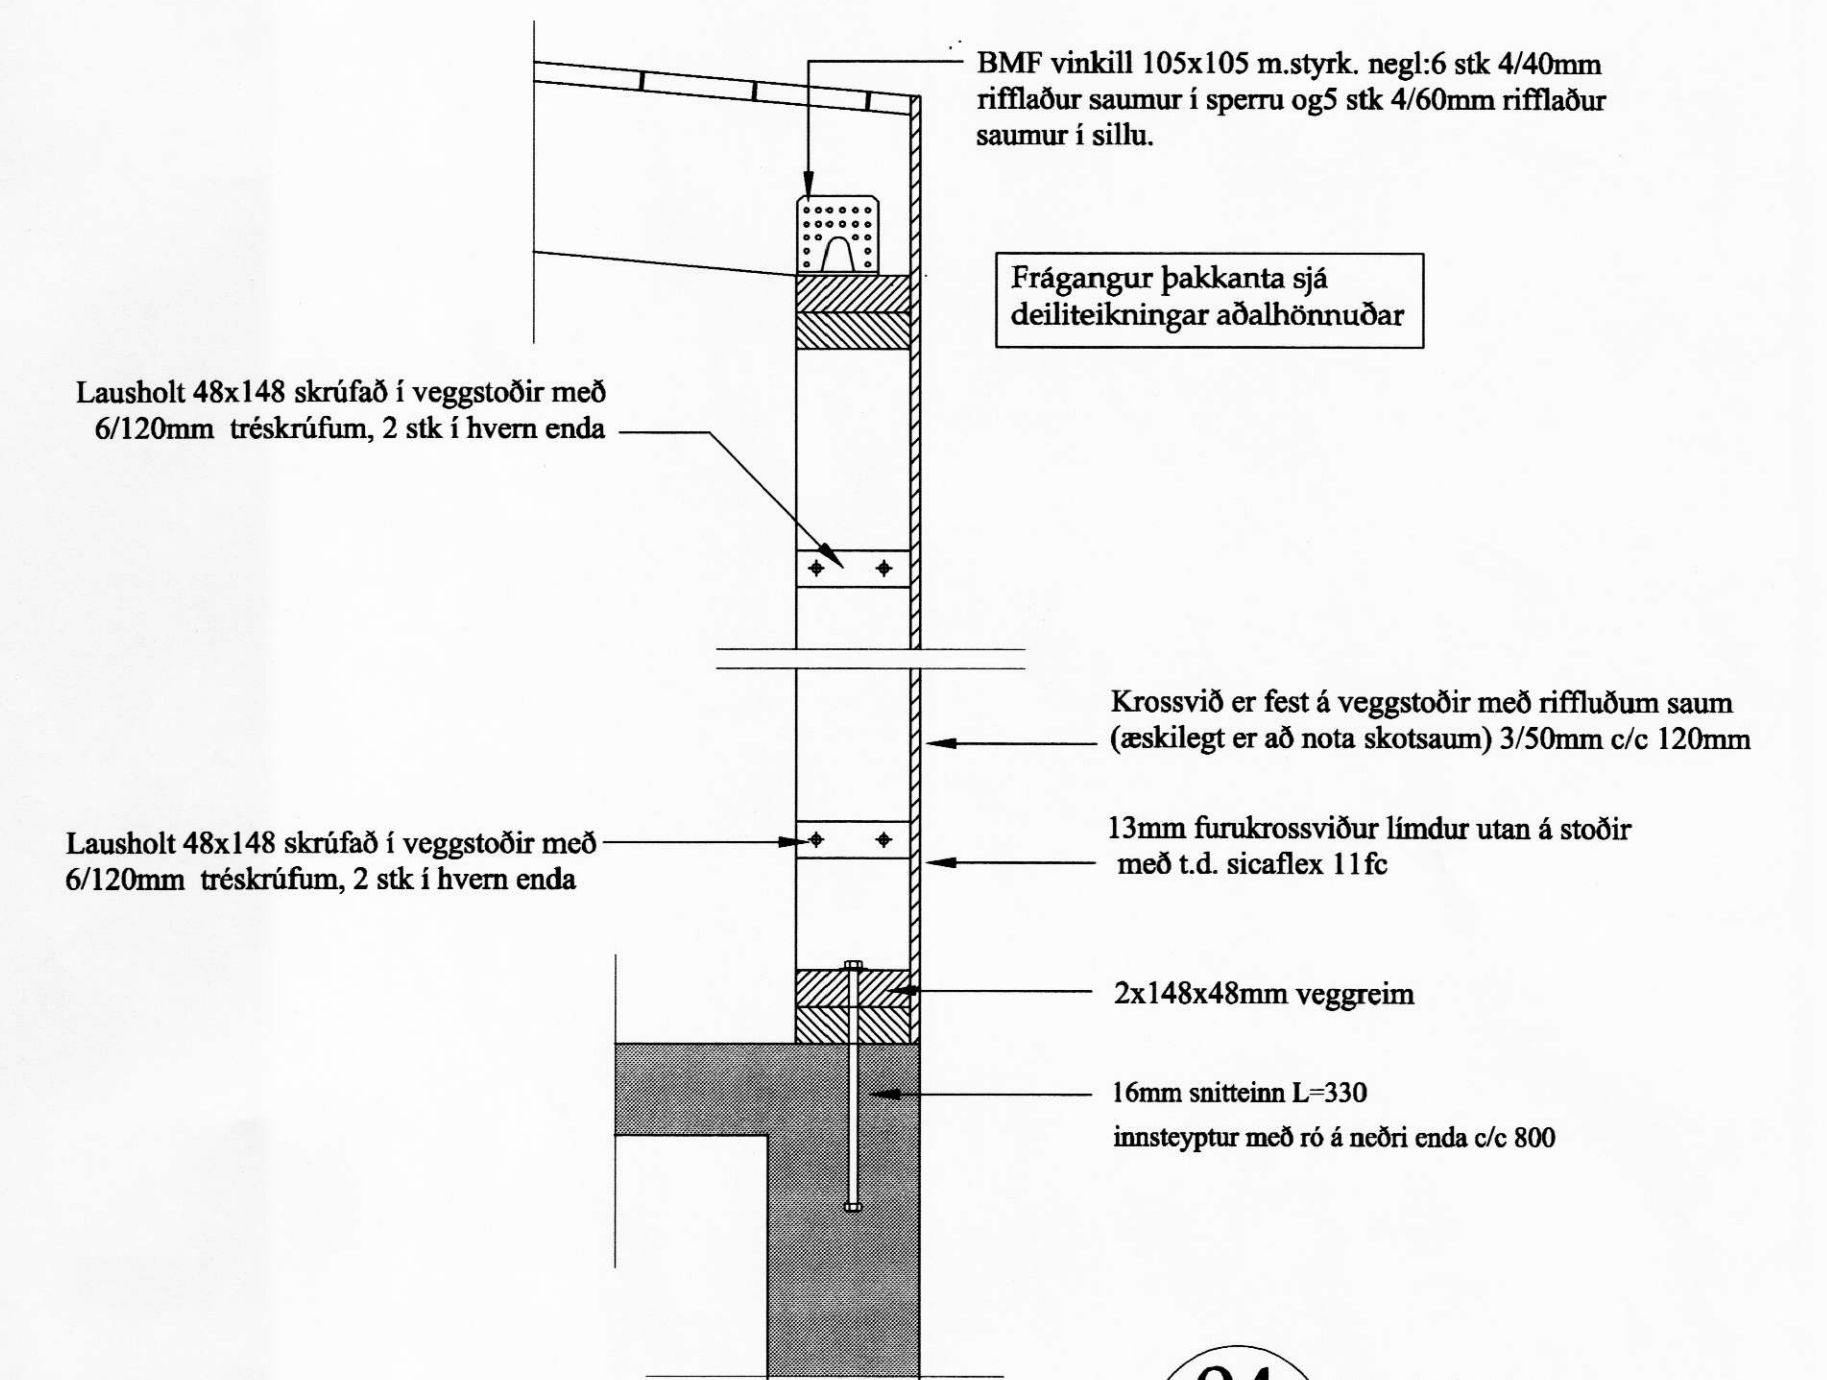 BMF vinkill 105x105 m.styrk. negl:6 stk 4/40mm
rifflaður saumur í sperru og5 stk 4/60mm rifflaður
saumur í sillu.
Frágangur þakkanta sjá
deiliteikningar aðalhönnuðar
Lausholt 48x148 skrúfað í veggstoðir með
6/120mm tréskrúfum, 2 stk í hvern enda
Krossvið er fest á veggstoðir með riffluðum saum
(æskilegt er að nota skotsaum) 3/50mm c/c 120mm
Lausholt 48x148 skrúfað í veggstoðir með
6/120mm tréskrúfum, 2 stk í hvern enda
13mm furukrossviður límdur utan á stoðir
með t.d. sicaflex 11fc
2x148x48mm veggreim
16mm snitteinn L=330
innsteyptur með ró á neðri enda c/c 800